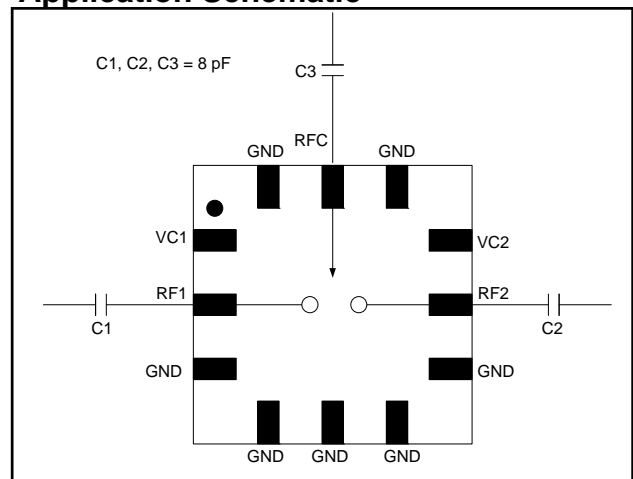 Application Schematic
C1, C2, C3 = 8 pF
C3
RFC
GND
GND
VC1
VC2
RF1
RF2
C1
C2
GND
GND
GND
GND
GND